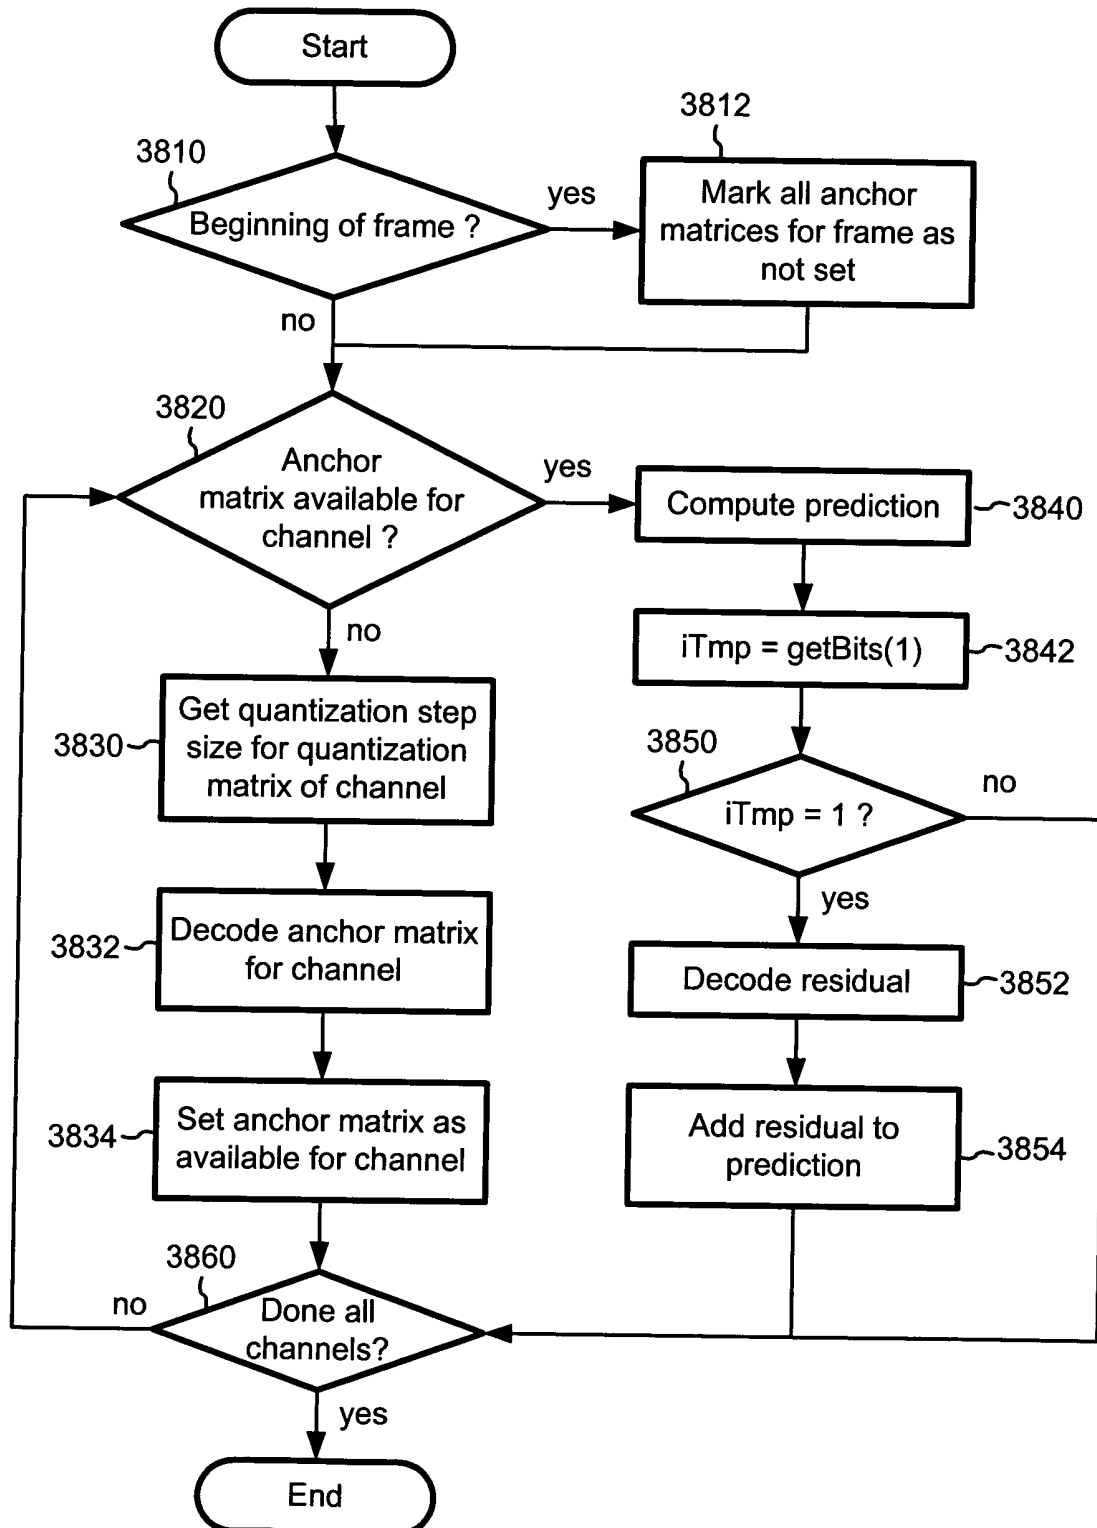 Start
3810
Beginning of frame ?
yes
3812
Mark all anchor
matrices for frame as
not set
no
3820
Anchor
matrix available for
channel ?
yes
Compute prediction
3840
iTmp = getBits(1)
3842
no
3830
Get quantization step
size for quantization
matrix of channel
3850
iTmp = 1 ?
no
yes
3832
Decode anchor matrix
for channel
Decode residual
3852
3834
Set anchor matrix as
available for channel
Add residual to
prediction
3854
3860
no
Done all
channels?
yes
End